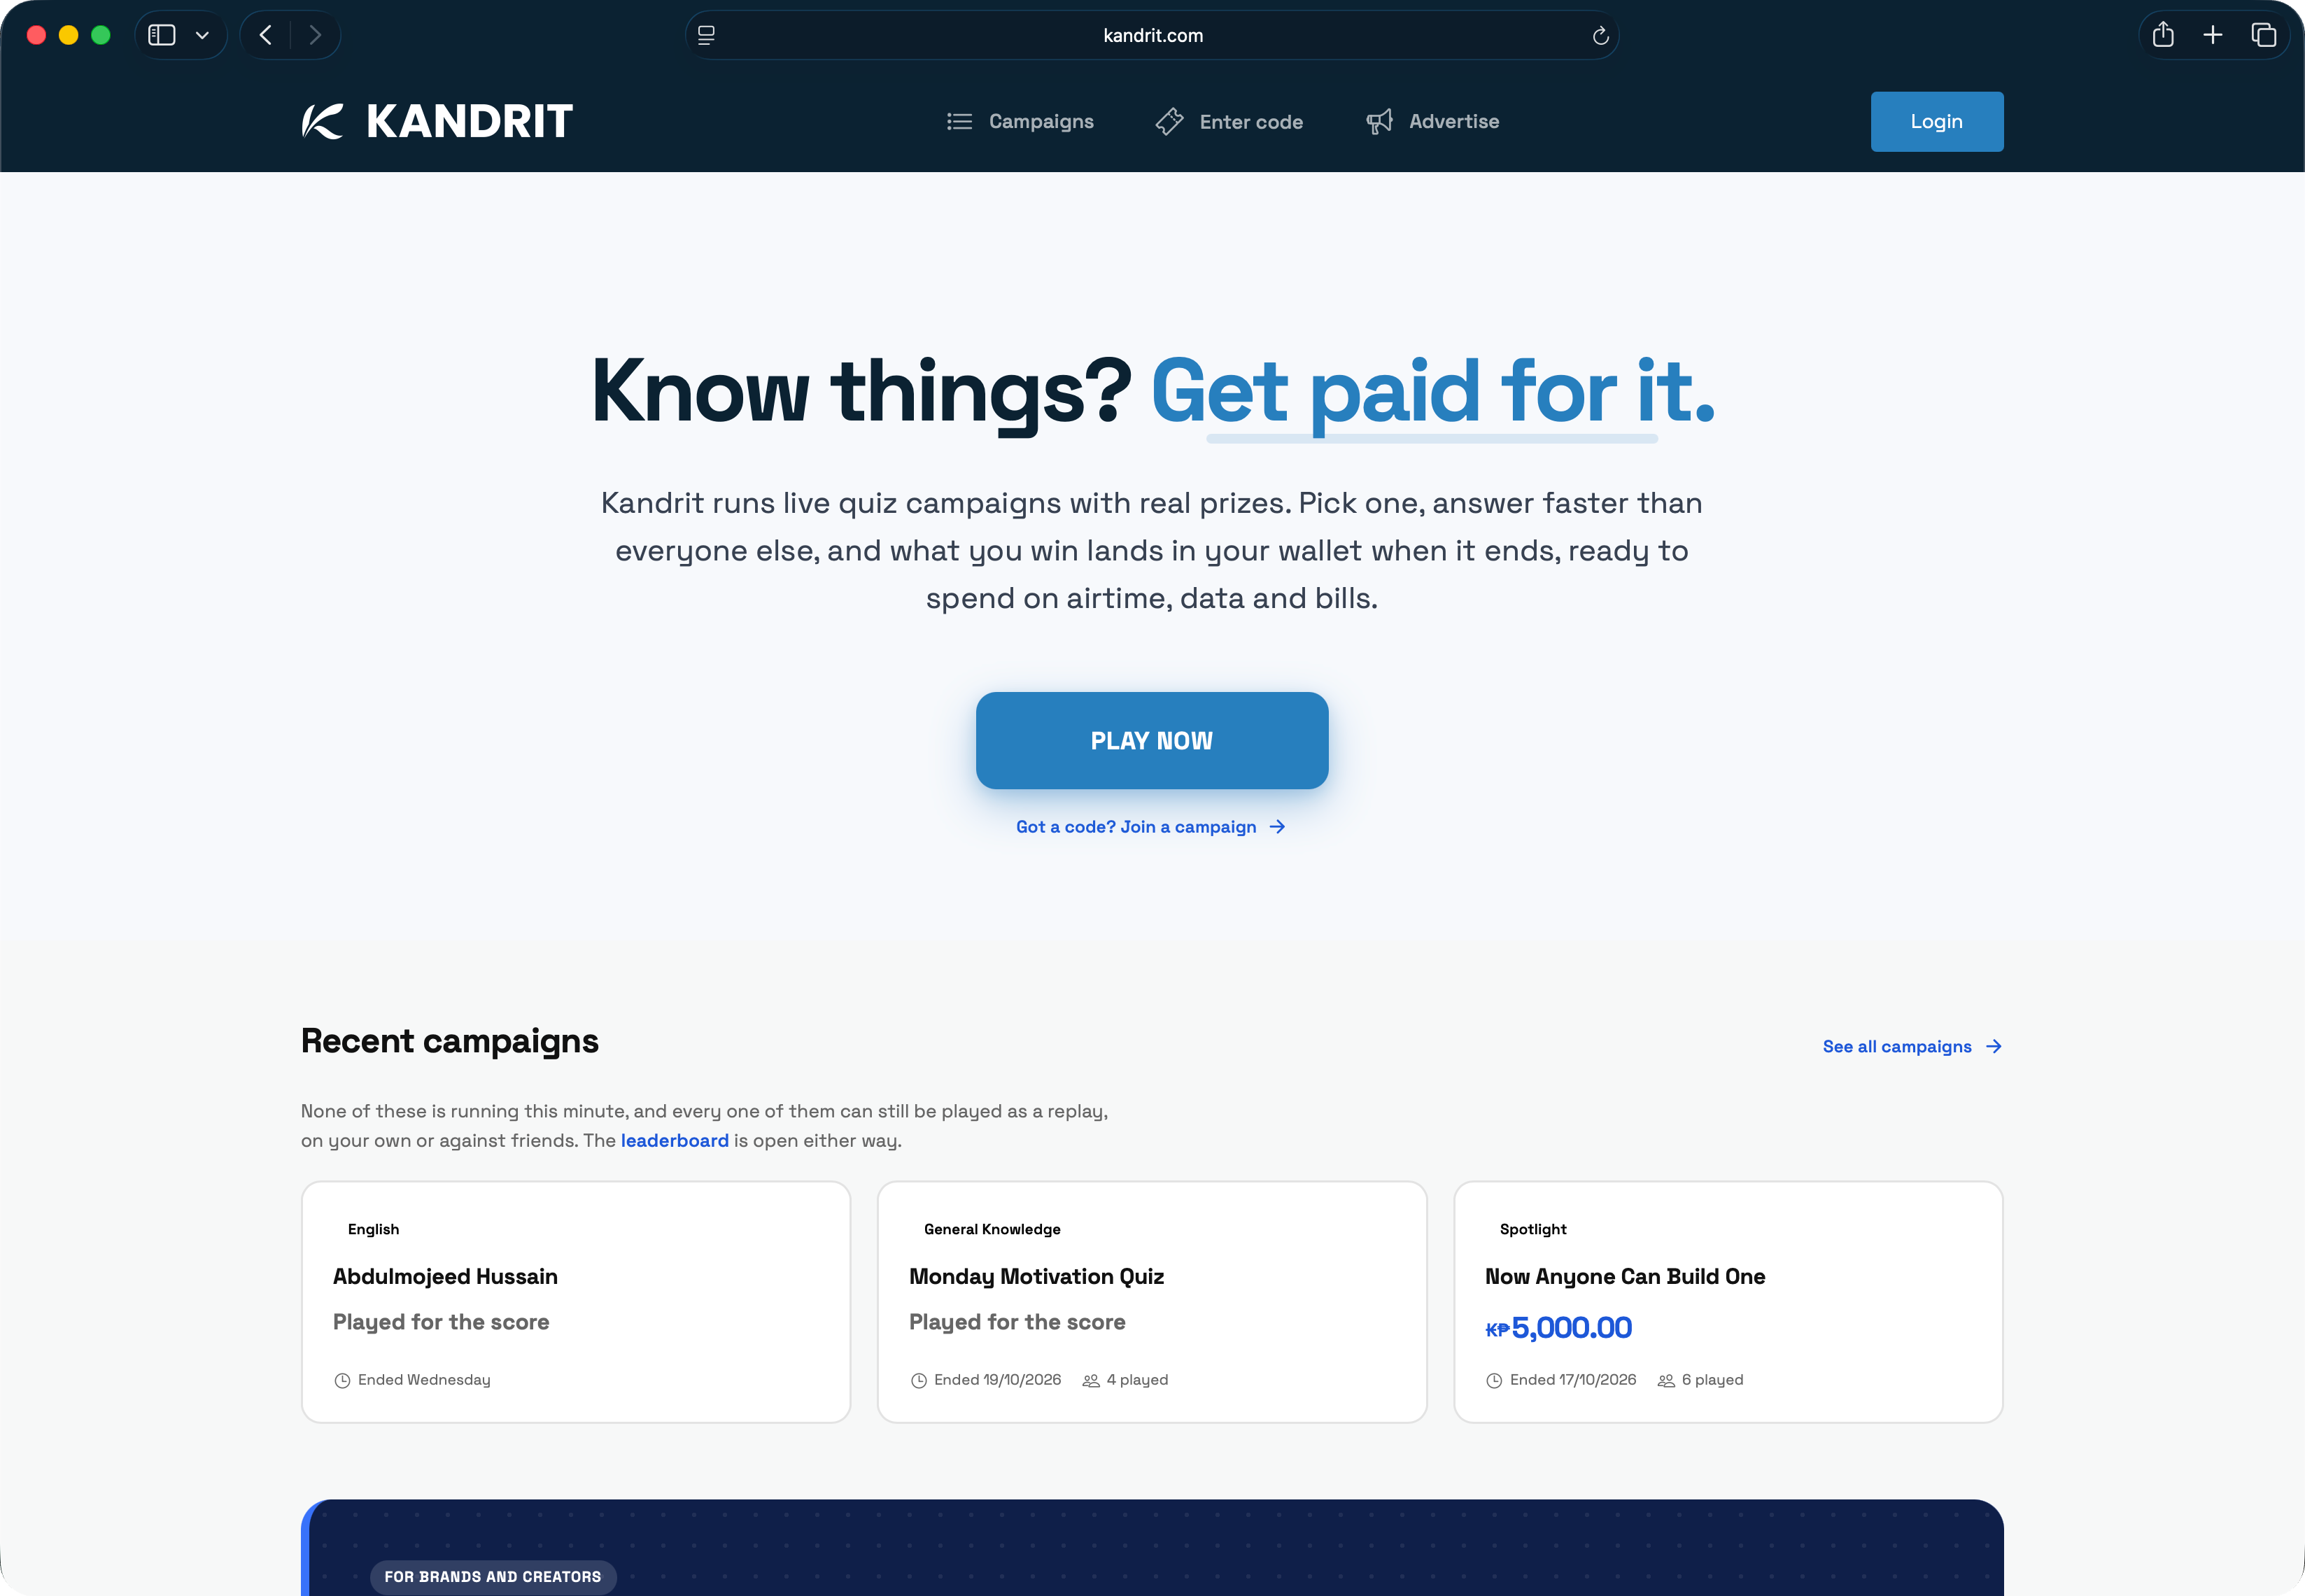 kandrit.com
KANDRIT
Campaigns
Enter code
Advertise
Login
Know things? Get paid for it.
Kandrit runs live quiz campaigns with real prizes. Pick one, answer faster than
everyone else, and what you win lands in your wallet when it ends, ready to
spend on airtime, data and bills.
PLAY NOW
Got a code? Join a campaign →
Recent campaigns
See all campaigns →
None of these is running this minute, and every one of them can still be played as a replay,
on your own or against friends. The leaderboard is open either way.
English
Abdulmojeed Hussain
Played for the score
Ended Wednesday
General Knowledge
Monday Motivation Quiz
Played for the score
Ended 19/10/2026 4 played
Spotlight
Now Anyone Can Build One
KP5,000.00
Ended 17/10/2026 6 played
FOR BRANDS AND CREATORS